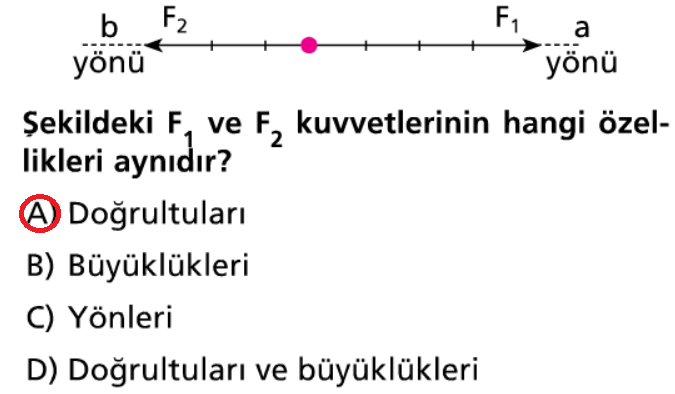 b F₂ F₁ a
yönü yönü
Şekildeki F₁ ve F₂ kuvvetlerinin hangi özel-
likleri aynıdır?
A) Doğrultuları
B) Büyüklükleri
C) Yönleri
D) Doğrultuları ve büyüklükleri